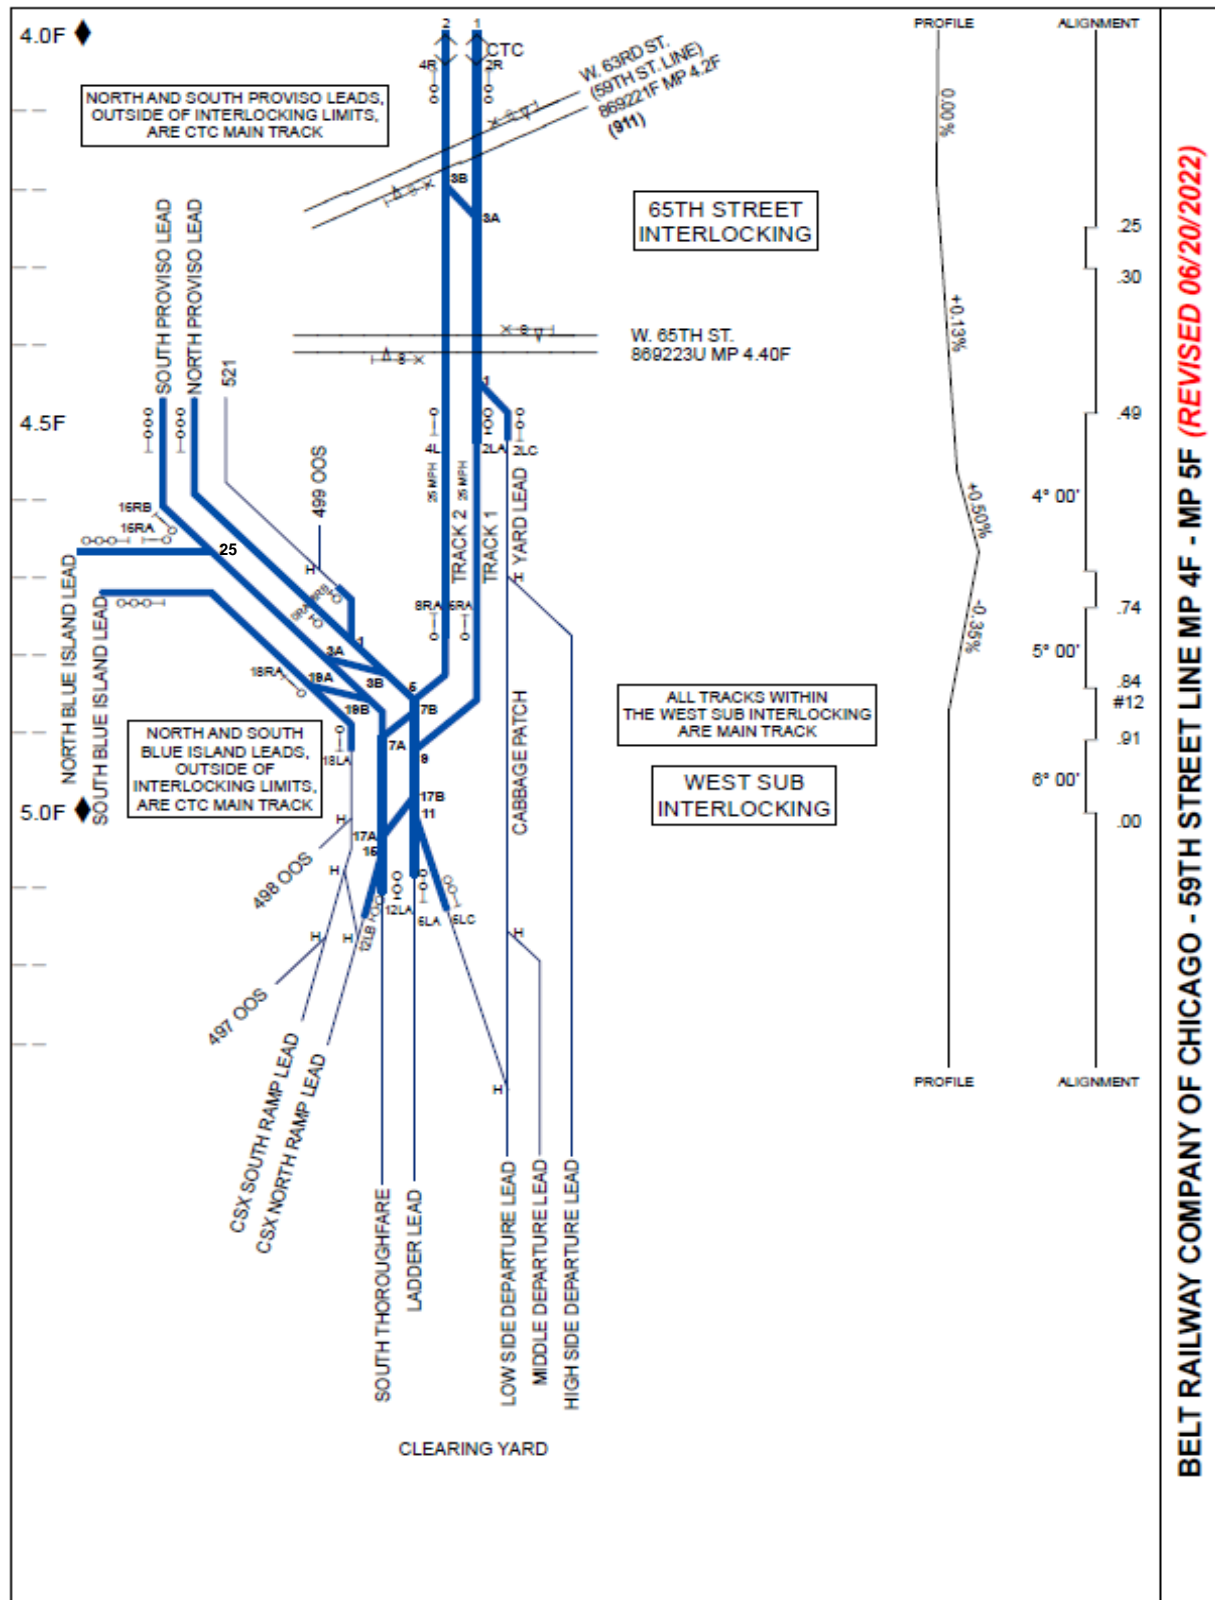 4.0F
2
1
CTC
4R
2R
W. 63RD ST.
(59TH ST. LINE)
869221F MP 4.2F
(911)
PROFILE
ALIGNMENT
NORTH AND SOUTH PROVISO LEADS,
OUTSIDE OF INTERLOCKING LIMITS,
ARE CTC MAIN TRACK
0.00%
3B
3A
65TH STREET
INTERLOCKING
.25
.30
SOUTH PROVISO LEAD
NORTH PROVISO LEAD
521
+0.13%
W. 65TH ST.
869223U MP 4.40F
1
4.5F
4L
2LA
2LC
.49
25 MPH
25 MPH
TRACK 2
TRACK 1
YARD LEAD
499 OOS
4° 00'
+0.50%
16RB
16RA
25
H
H
NORTH BLUE ISLAND LEAD
SOUTH BLUE ISLAND LEAD
8RA
6RA
.74
-0.35%
5° 00'
1
3A
3B
18RA
19A
19B
5
7B
7A
9
.84
#12
.91
ALL TRACKS WITHIN
THE WEST SUB INTERLOCKING
ARE MAIN TRACK
NORTH AND SOUTH
BLUE ISLAND LEADS,
OUTSIDE OF
INTERLOCKING LIMITS,
ARE CTC MAIN TRACK
18LA
CABBAGE PATCH
WEST SUB
INTERLOCKING
6° 00'
.00
5.0F
17B
11
17A
15
H
498 OOS
H
12LB
12LA
6LA
6LC
H
H
H
497 OOS
CSX SOUTH RAMP LEAD
CSX NORTH RAMP LEAD
H
PROFILE
ALIGNMENT
SOUTH THOROUGHFARE
LADDER LEAD
LOW SIDE DEPARTURE LEAD
MIDDLE DEPARTURE LEAD
HIGH SIDE DEPARTURE LEAD
CLEARING YARD
BELT RAILWAY COMPANY OF CHICAGO - 59TH STREET LINE MP 4F - MP 5F (REVISED 06/20/2022)